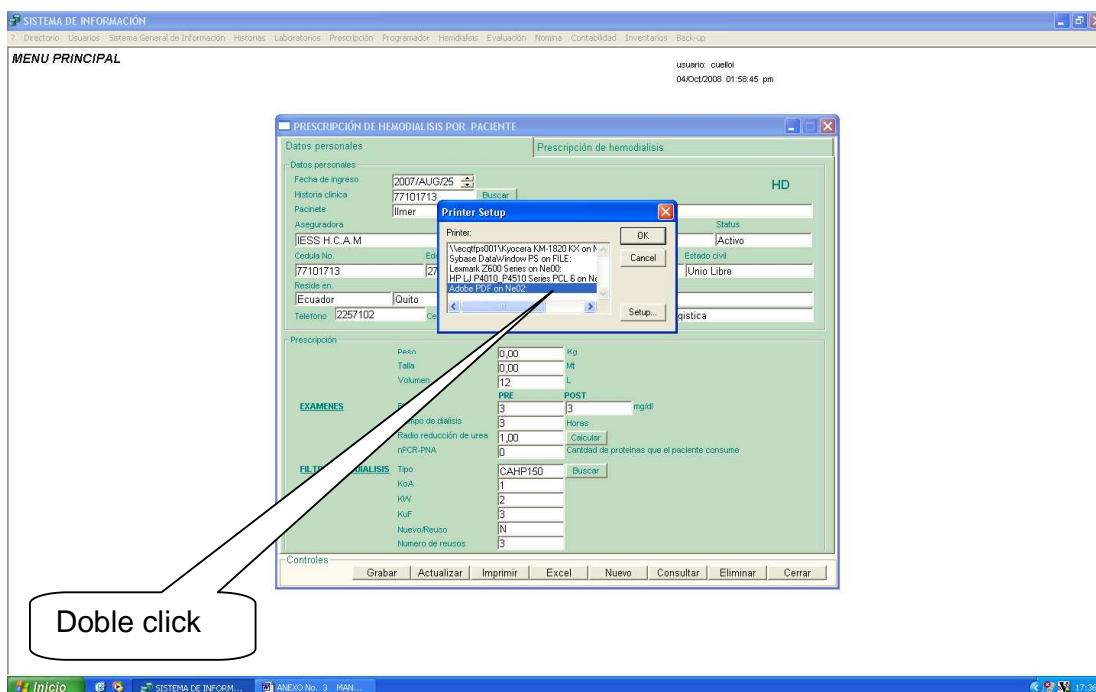 SISTEMA DE INFORMACIÓN
? Directorio Usuarios Sistema General de Información Historias Laboratorios Prescripción Programador Hemdialisis Evaluación Nomina Contabilidad Inventarios Back-up
MENU PRINCIPAL
usuario: cuelloi
04/Oct/2008 01:58:45 pm
PRESCRIPCIÓN DE HEMODIALISIS POR PACIENTE
Datos personales
Prescripción de hemodialisis
Datos personales
Fecha de ingreso 2007/AUG/25
HD
Historia clinica 77101713 Buscar
Pacinete Ilmer
Aseguradora Status
IESS H.C.A.M Activo
Cedula No. Estado civil
77101713 27 Unio Libre
Reside en.
Ecuador Quito
Telefono 2257102 gistica
Printer Setup
Printer:
\\ecqtfps001\Kyocera KM-1820 KX on
Sybase DataWindow PS on FILE:
Lexmark Z600 Series on Ne00:
HP LJ P4010_P4510 Series PCL 6 on
Adobe PDF on Ne02:
OK
Cancel
Setup...
Prescripción
Peso 0,00 Kg
Talla 0,00 Mt
Volumen 12 L
PRE POST
EXAMENES 3 3 mg/dl
de dialisis 3 Horas
Radio reducción de urea 1,00 Calcular
nPCR-PNA 0 Cantidad de proteinas que el paciente consume
Tipo CAHP150 Buscar
KoA 1
KW 2
KuF 3
Nuevo/Reuso N
Numero de reusos 3
Controles
Grabar Actualizar Imprimir Excel Nuevo Consultar Eliminar Cerrar
Doble click
Inicio SISTEMA DE INFORM... ANEXO No. 3 MAN... 17:36